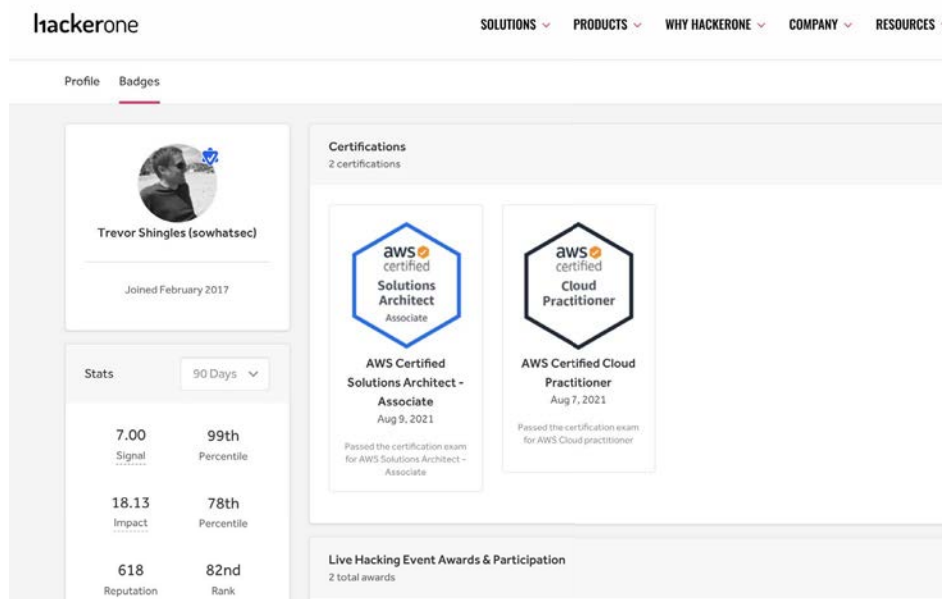 hackerone
SOLUTIONS PRODUCTS WHY HACKERONE COMPANY RESOURCES
Profile Badges
Trevor Shingles (sowhatsec)
Joined February 2017
Stats
90 Days
7.00
Signal
99th
Percentile
18.13
Impact
78th
Percentile
618
Reputation
82nd
Rank
Certifications
2 certifications
aws
certified
Solutions
Architect
Associate
AWS Certified
Solutions Architect -
Associate
Aug 9, 2021
Passed the certification exam
for AWS Solutions Architect -
Associate
aws
certified
Cloud
Practitioner
AWS Certified Cloud
Practitioner
Aug 7, 2021
Passed the certification exam
for AWS Cloud practitioner
Live Hacking Event Awards & Participation
2 total awards